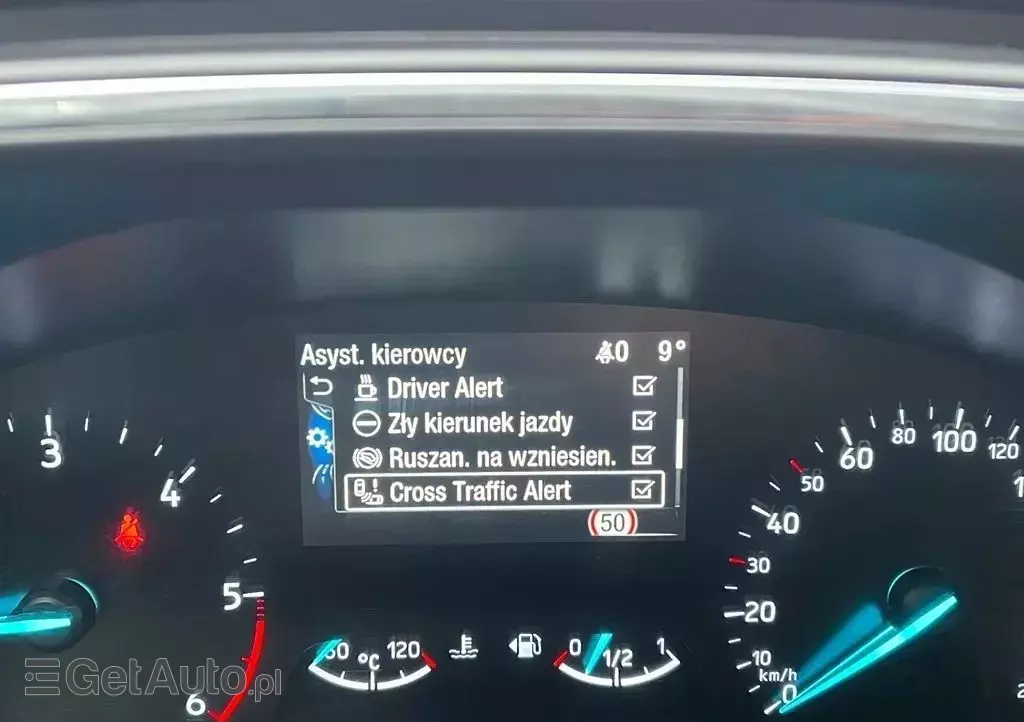 Asyst. kierowcy 0 9°
Driver Alert
Zły kierunek jazdy
Ruszan. na wzniesien.
Cross Traffic Alert
50
3
4
5
6
°C 120
0 1/2 1
0
10
20
30
40
50
60
80
100
120
km/h
GetAuto.pl